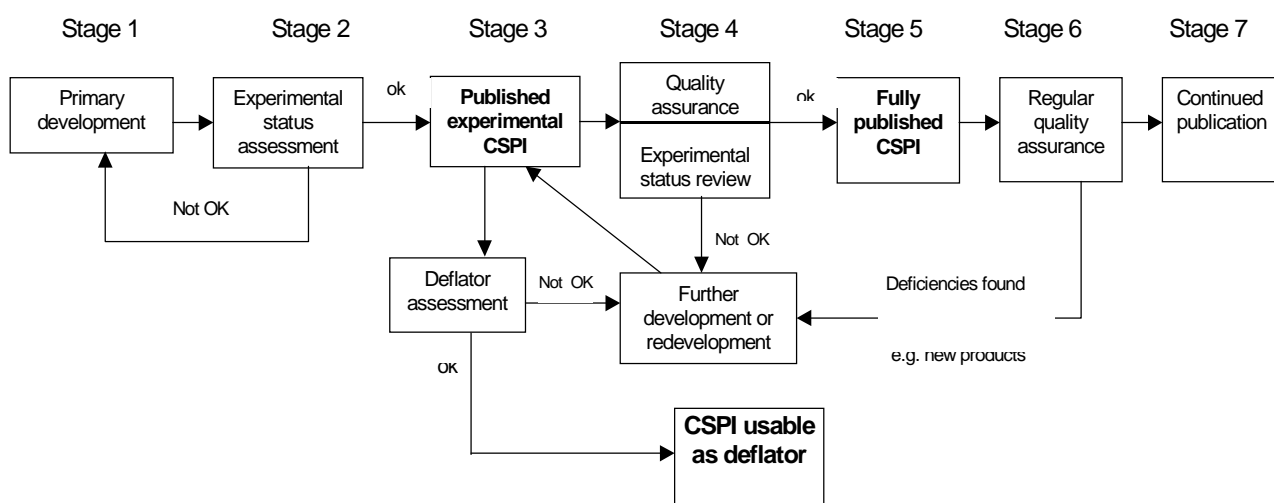 Stage 1
Stage 2
Stage 3
Stage 4
Stage 5
Stage 6
Stage 7
Primary
development
Experimental
status
assessment
ok
Published
experimental
CSPI
Quality
assurance
Experimental
status review
ok
Fully
published
CSPI
Regular
quality
assurance
Continued
publication
Not OK
Not OK
Deflator
assessment
Not OK
Further
development or
redevelopment
Deficiencies found
e.g. new products
OK
CSPI usable
as deflator